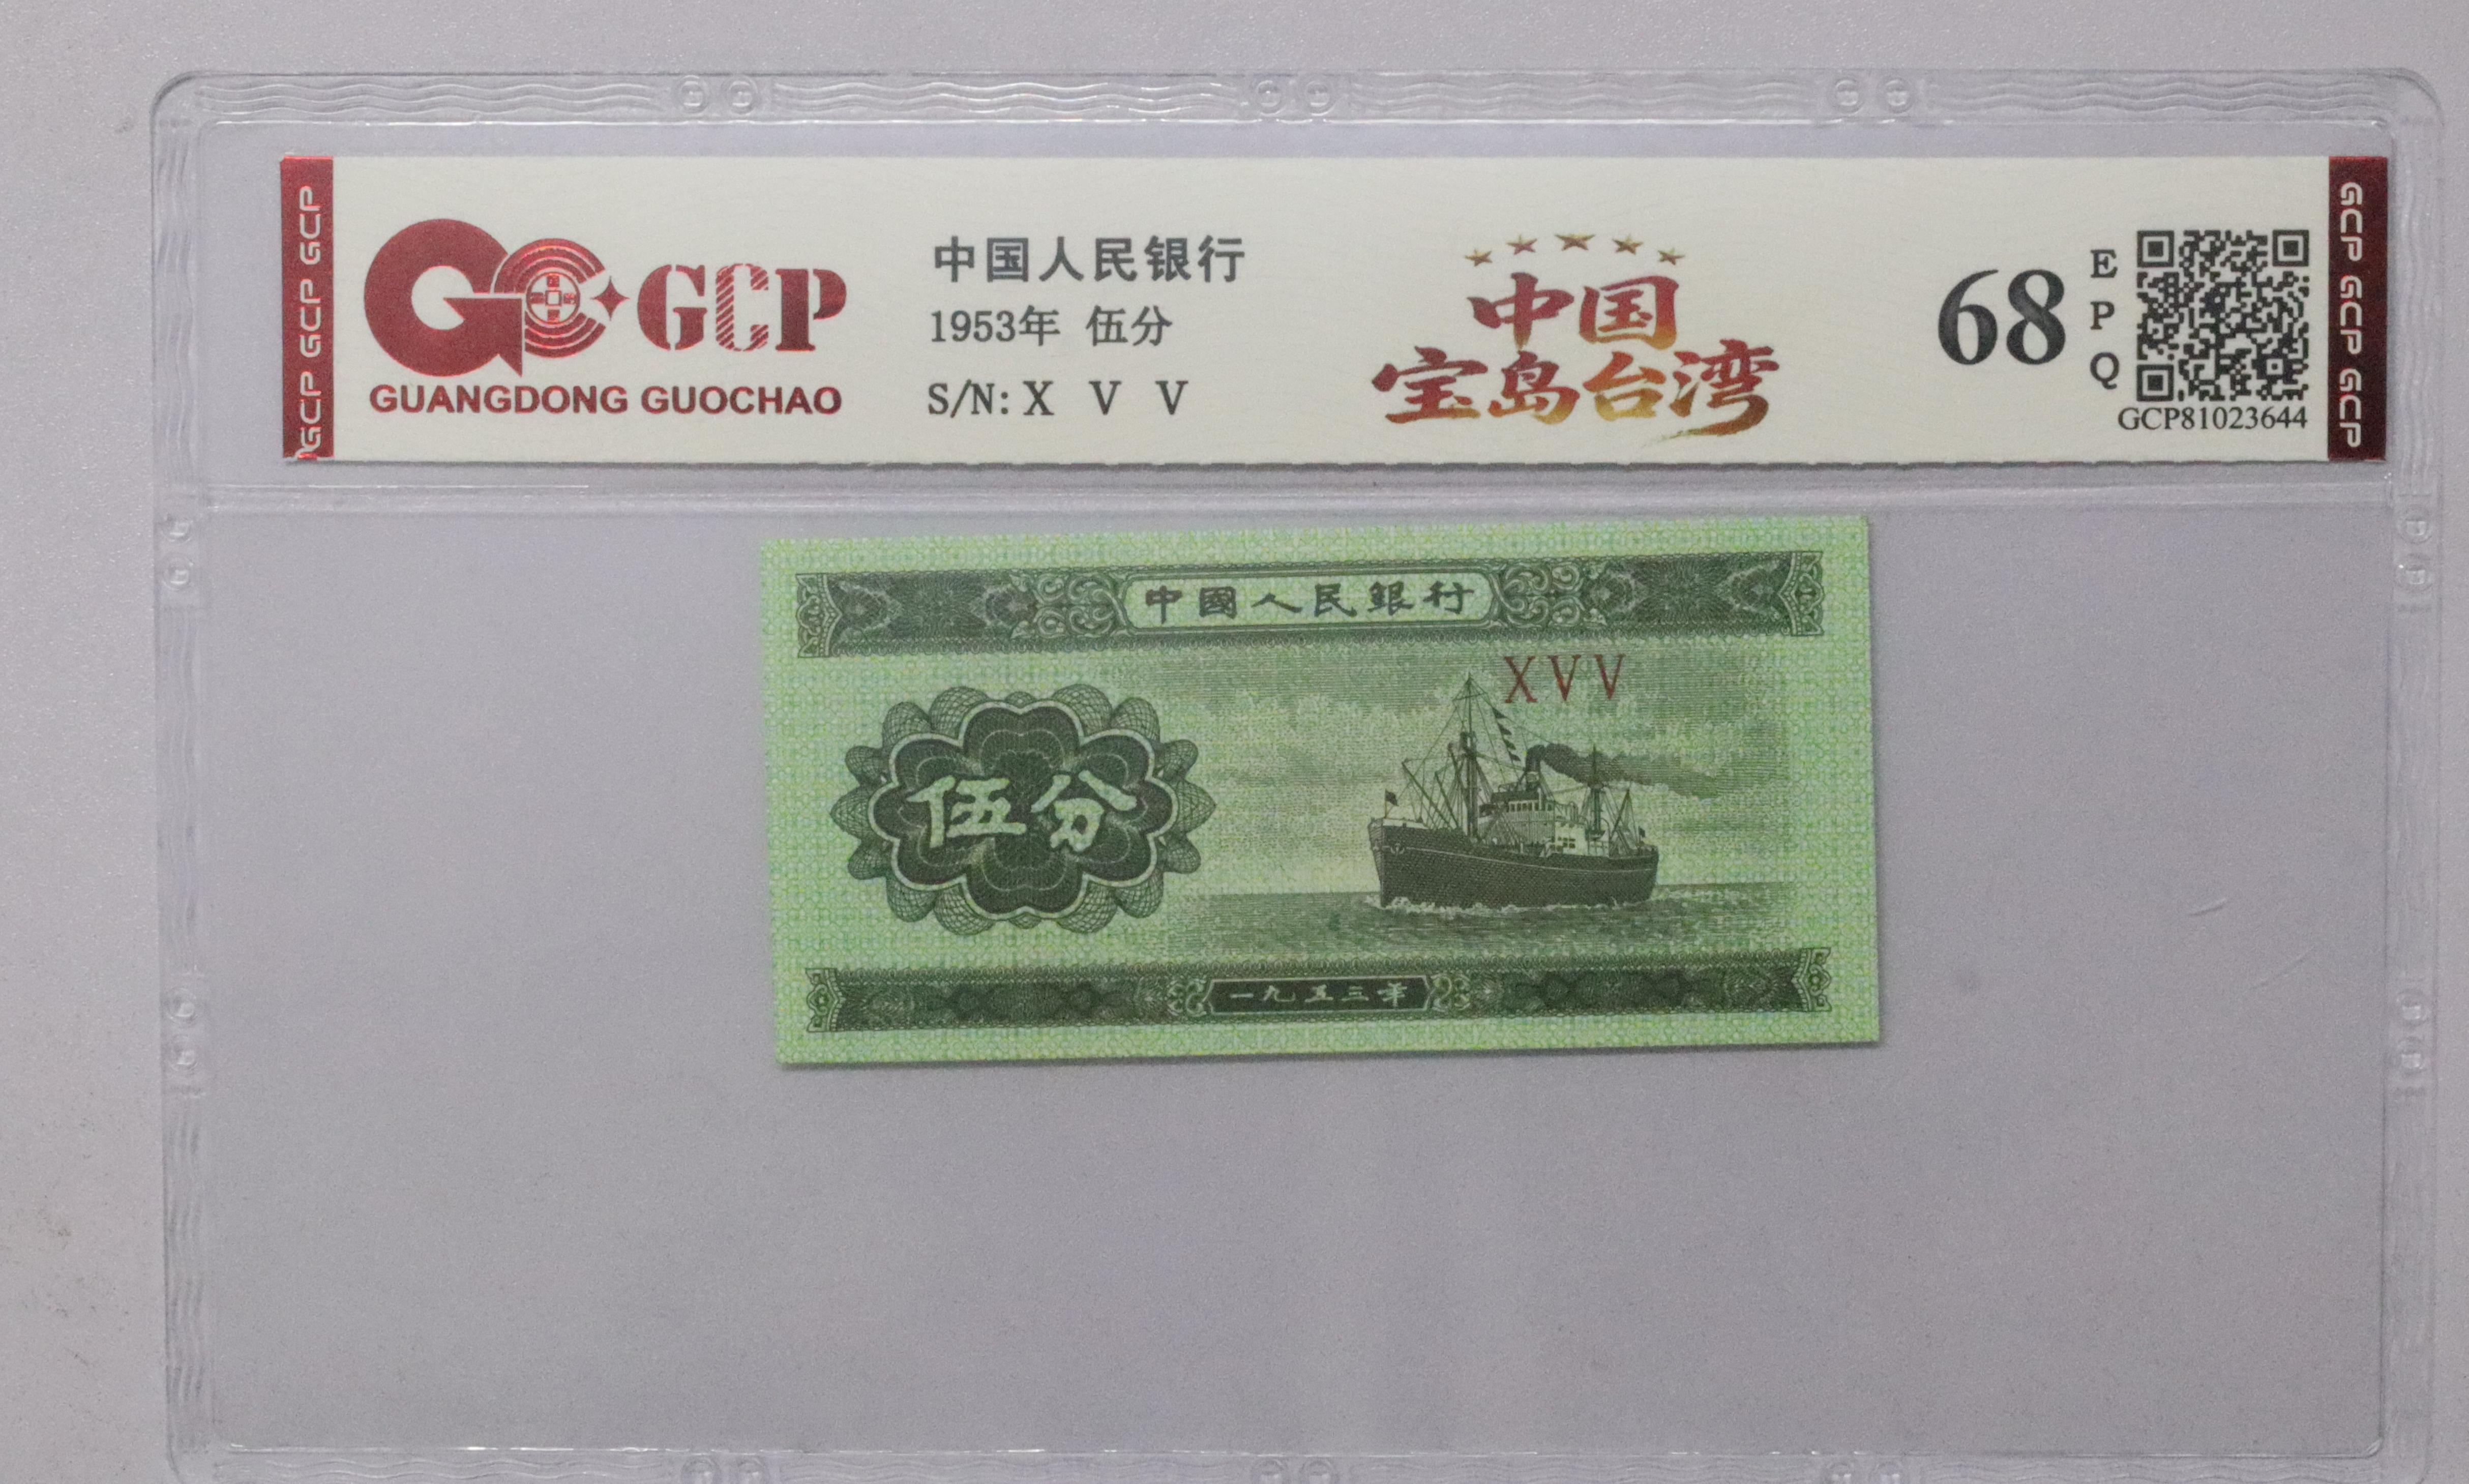 GCP GCP GCP
GCP
GUANGDONG GUOCHAO
中国人民银行
1953年 伍分
S/N: X V V
中国
宝岛台湾
68
E
P
Q
GCP81023644
GCP GCP GCP
中國人民銀行
XVV
伍分
一九五三年